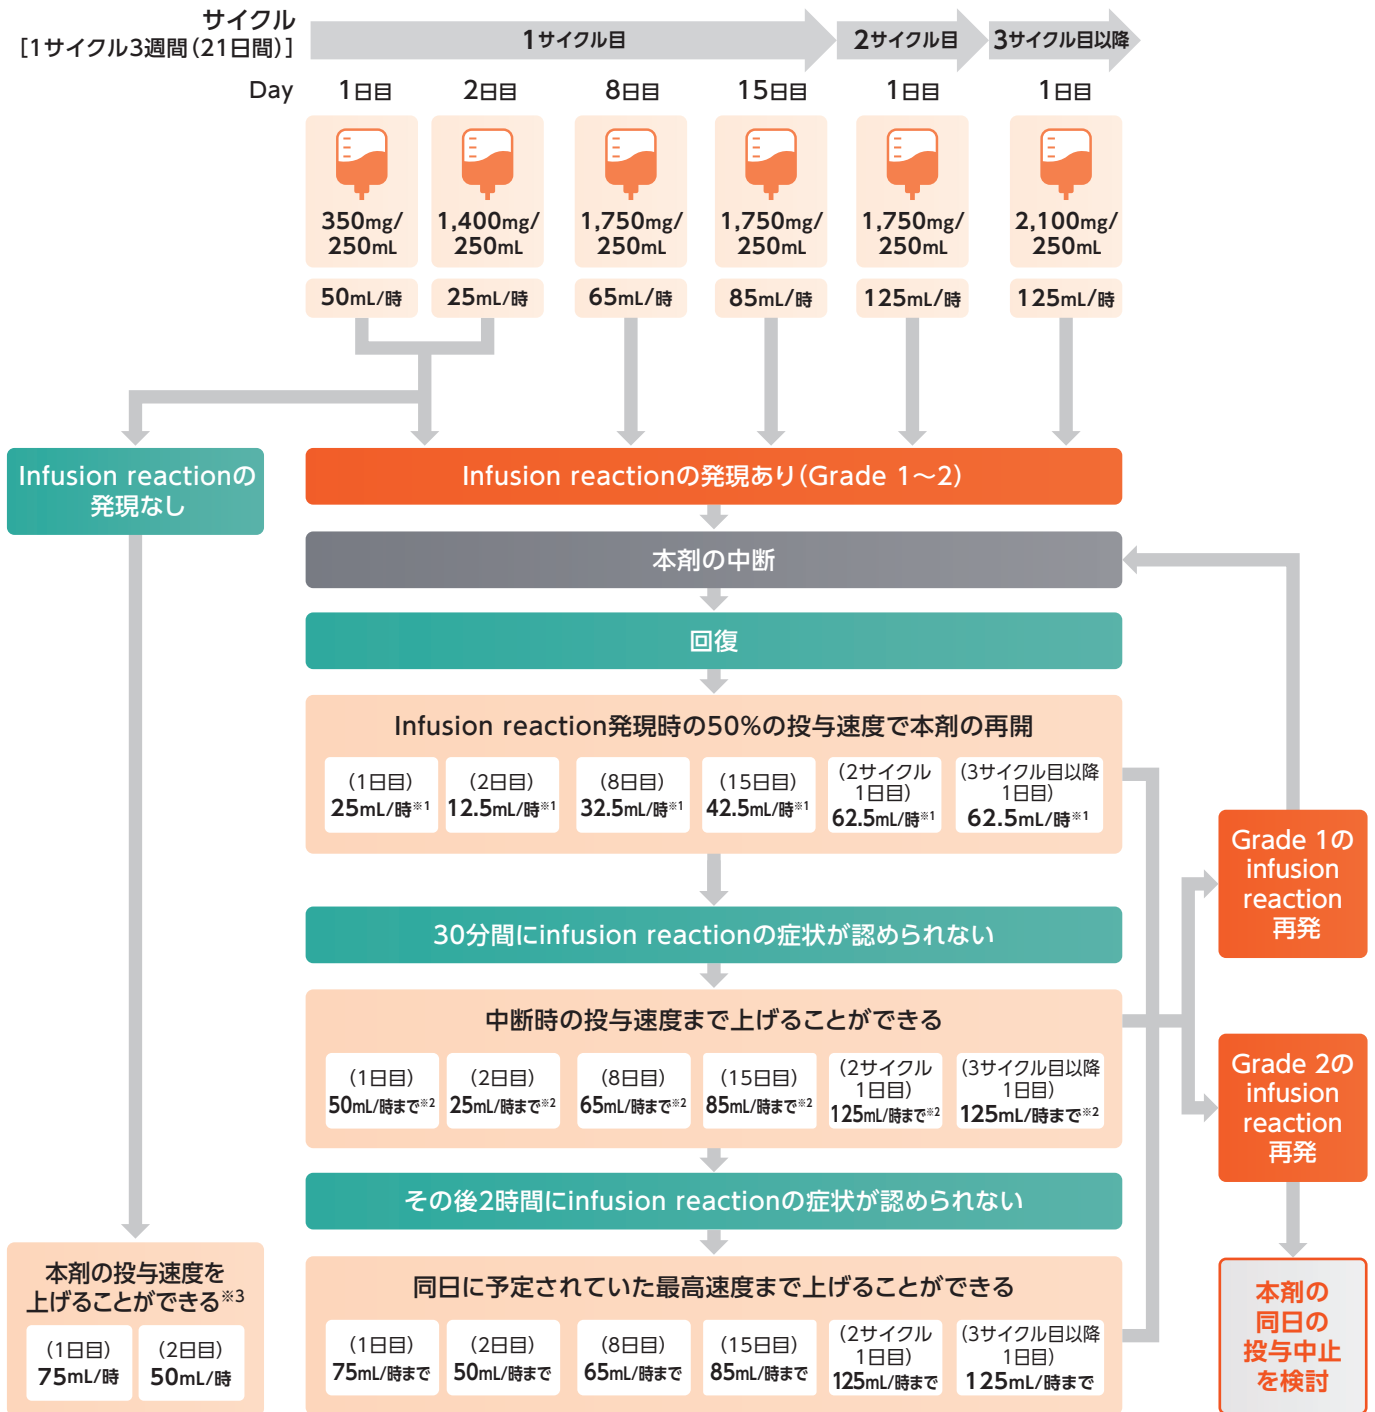 サイクル
[1サイクル3週間(21日間)]
1サイクル目
2サイクル目
3サイクル目以降
Day
1日目
2日目
8日目
15日目
1日目
1日目
350mg/
250mL
1,400mg/
250mL
1,750mg/
250mL
1,750mg/
250mL
1,750mg/
250mL
2,100mg/
250mL
50mL/時
25mL/時
65mL/時
85mL/時
125mL/時
125mL/時
Infusion reactionの
発現なし
Infusion reactionの発現あり(Grade 1~2)
本剤の中断
回復
Infusion reaction発現時の50%の投与速度で本剤の再開
(1日目)
25mL/時※1
(2日目)
12.5mL/時※1
(8日目)
32.5mL/時※1
(15日目)
42.5mL/時※1
(2サイクル
1日目)
62.5mL/時※1
(3サイクル目以降
1日目)
62.5mL/時※1
Grade 1の
infusion
reaction
再発
30分間にinfusion reactionの症状が認められない
中断時の投与速度まで上げることができる
(1日目)
50mL/時まで※2
(2日目)
25mL/時まで※2
(8日目)
65mL/時まで※2
(15日目)
85mL/時まで※2
(2サイクル
1日目)
125mL/時まで※2
(3サイクル目以降
1日目)
125mL/時まで※2
Grade 2の
infusion
reaction
再発
その後2時間にinfusion reactionの症状が認められない
本剤の投与速度を
上げることができる※3
(1日目)
75mL/時
(2日目)
50mL/時
同日に予定されていた最高速度まで上げることができる
(1日目)
75mL/時まで
(2日目)
50mL/時まで
(8日目)
65mL/時まで
(15日目)
85mL/時まで
(2サイクル
1日目)
125mL/時まで
(3サイクル目以降
1日目)
125mL/時まで
本剤の
同日の
投与中止
を検討